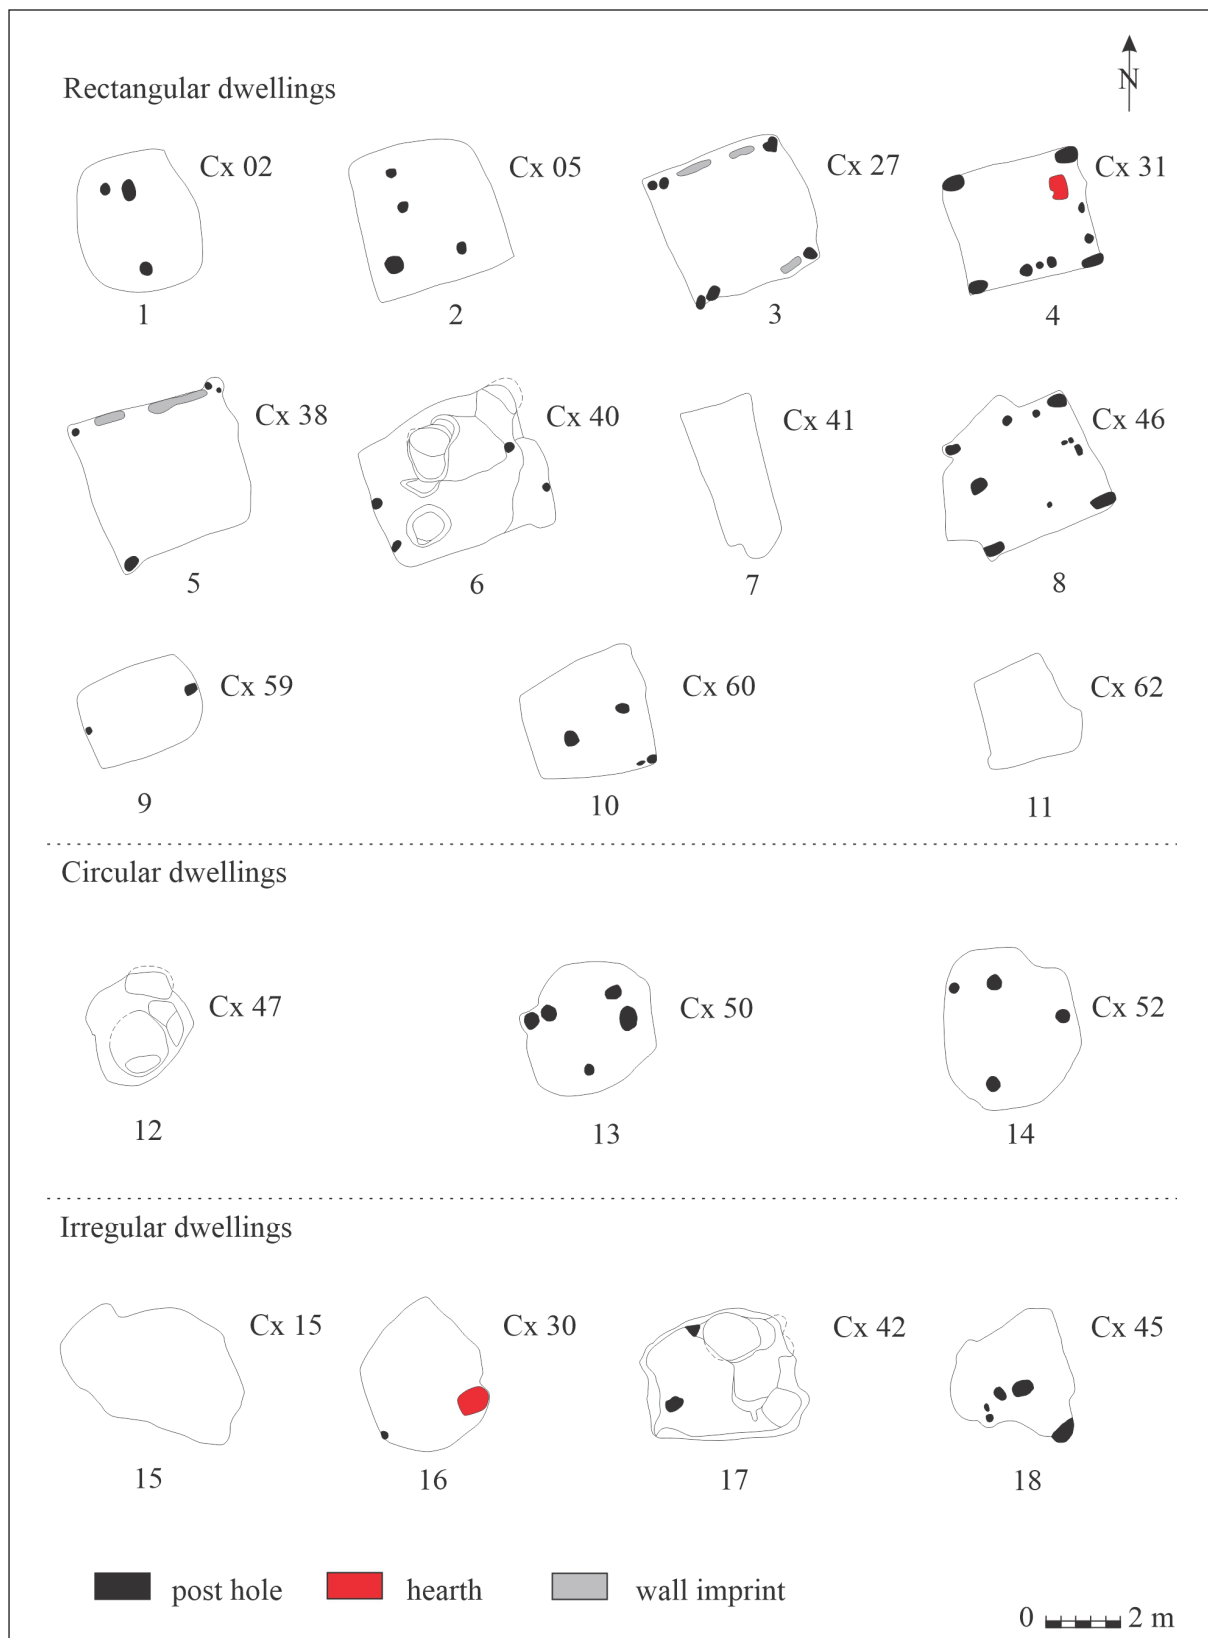 N
Rectangular dwellings
Cx 02
Cx 05
Cx 27
Cx 31
1
2
3
4
Cx 38
Cx 40
Cx 41
Cx 46
5
6
7
8
Cx 59
Cx 60
Cx 62
9
10
11
Circular dwellings
Cx 47
Cx 50
Cx 52
12
13
14
Irregular dwellings
Cx 15
Cx 30
Cx 42
Cx 45
15
16
17
18
post hole
hearth
wall imprint
0 2 m